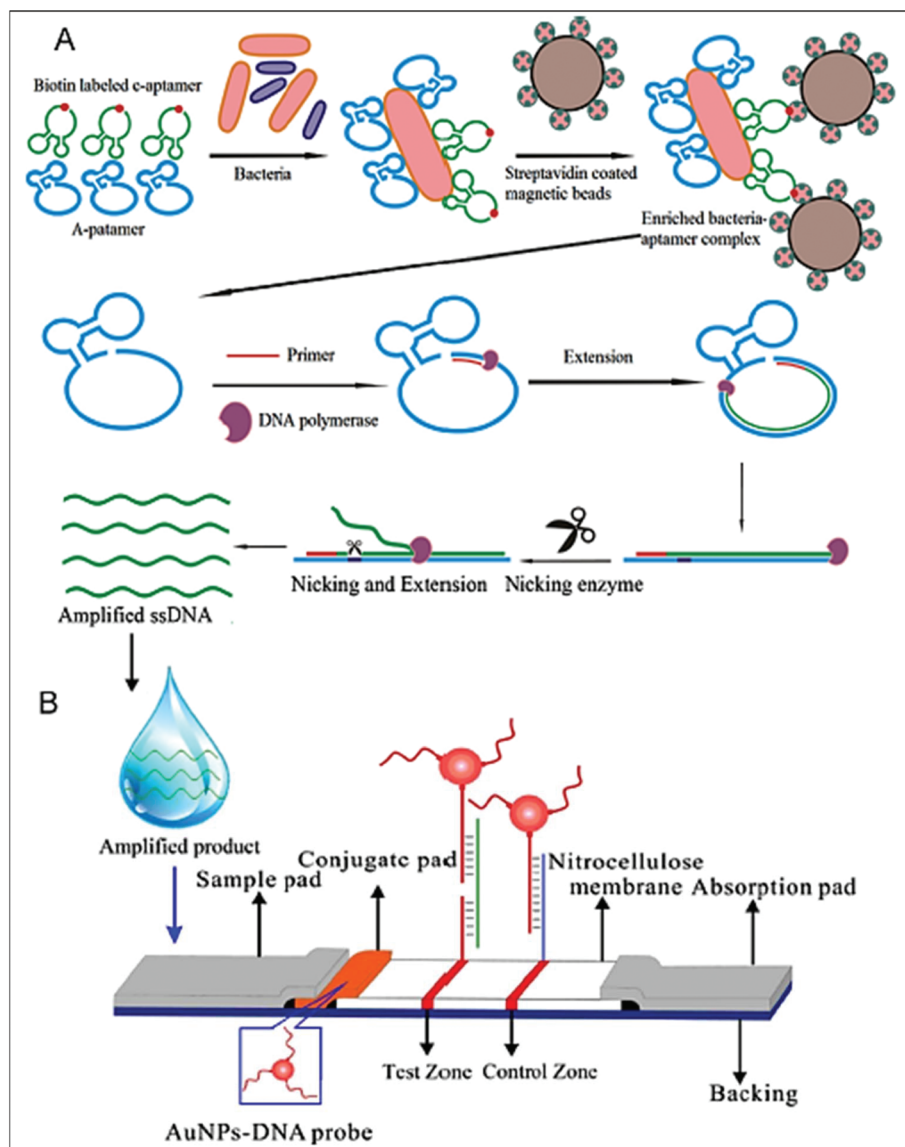 A
Biotin labeled c-aptamer
Bacteria
A-patamer
Streptavidin coated
magnetic beads
Enriched bacteria-
aptamer complex
Primer
DNA polymerase
Extension
Nicking and Extension
Nicking enzyme
Amplified ssDNA
B
Amplified product
Sample pad
Conjugate pad
Nitrocellulose
membrane
Absorption pad
Test Zone
Control Zone
Backing
AuNPs-DNA probe